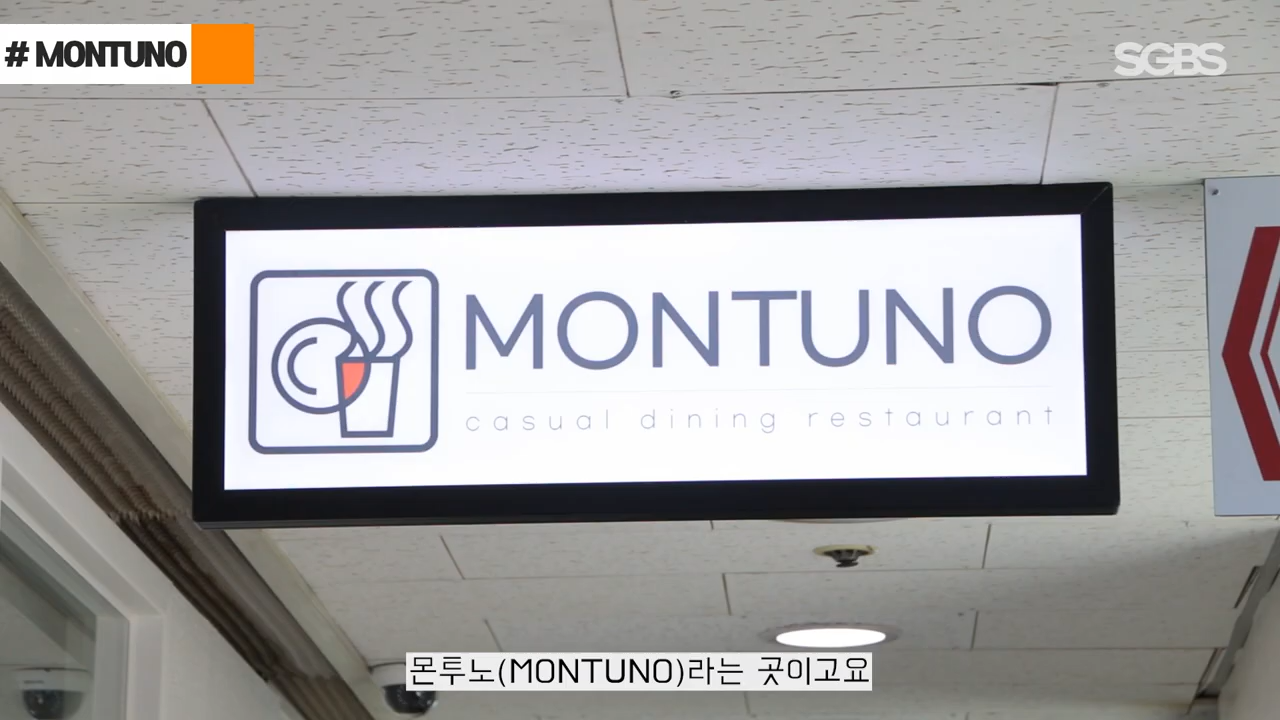 # MONTUNO
SGBS
MONTUNO
casual dining restaurant
몬투노(MONTUNO)라는 곳이고요